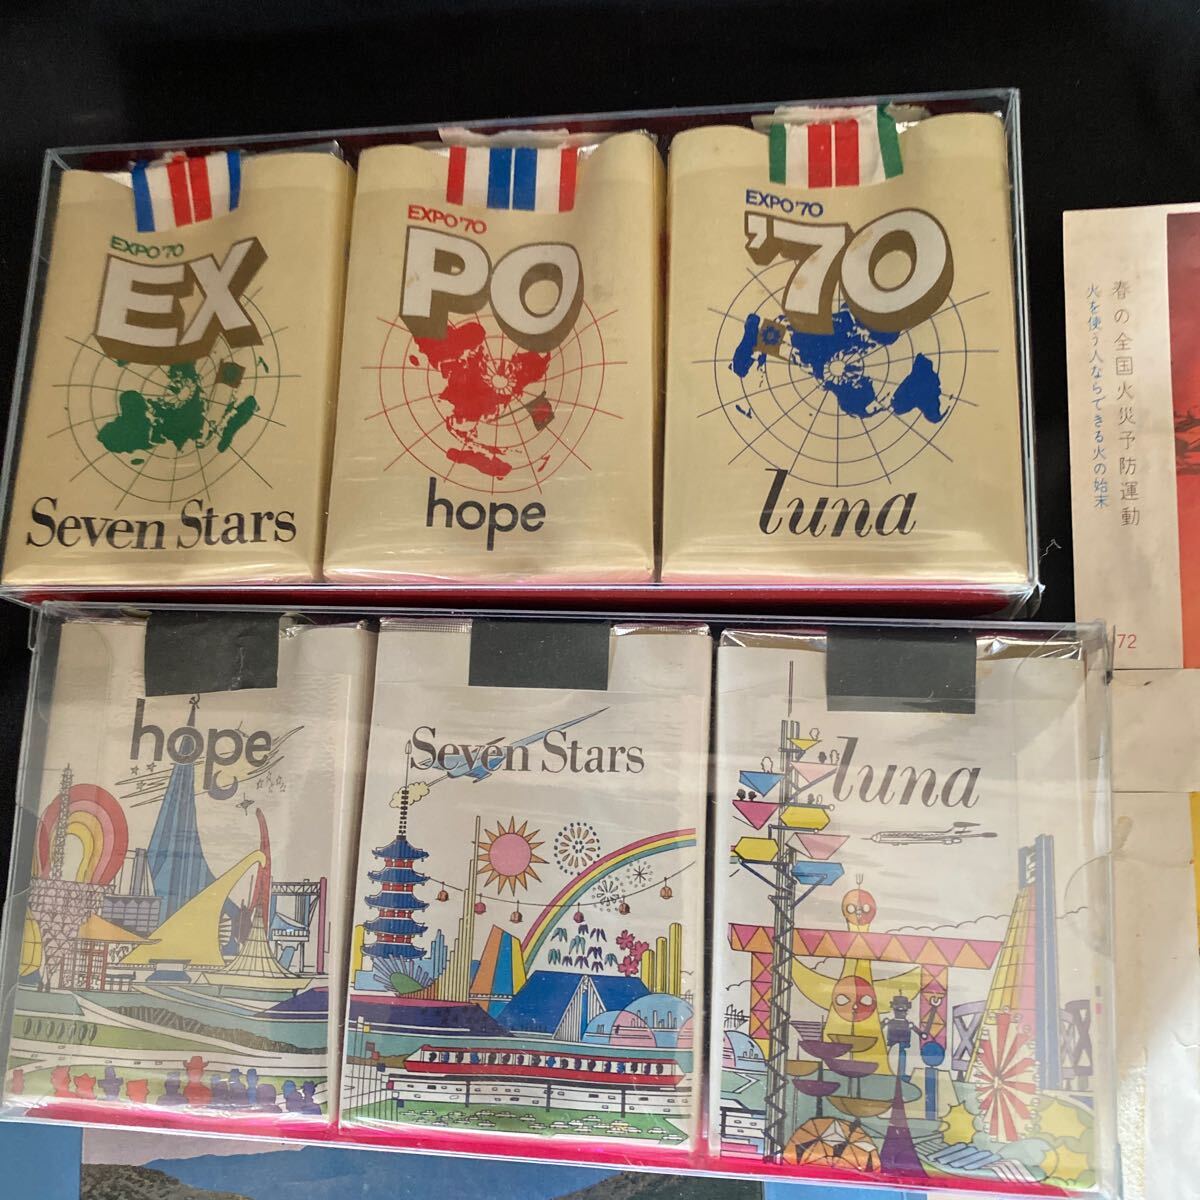 EXPO'70
EX
Seven Stars
EXPO'70
PO
hope
EXPO'70
'70
luna
hope
Seven Stars
luna
春の全国火災予防運動
火を使う人ならできる火の始末
72